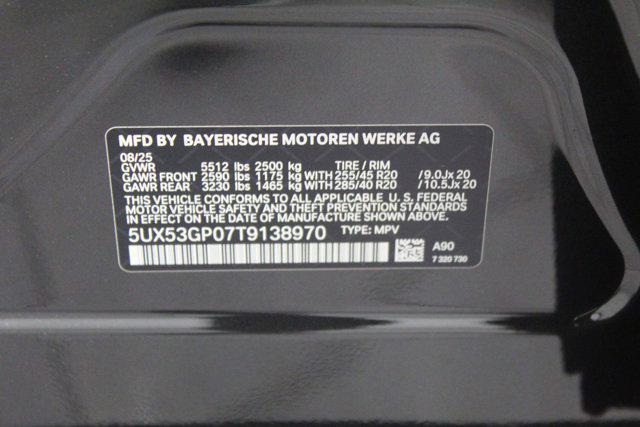 MFD BY BAYERISCHE MOTOREN WERKE AG
08/25
GVWR 5512 lbs 2500 kg TIRE / RIM
GAWR FRONT 2590 lbs 1175 kg WITH 255/45 R20 /9.0Jx 20
GAWR REAR 3230 lbs 1465 kg WITH 285/40 R20 /10.5Jx 20
THIS VEHICLE CONFORMS TO ALL APPLICABLE U. S. FEDERAL
MOTOR VEHICLE SAFETY, BUMPER, AND THEFT PREVENTION
STANDARDS IN EFFECT ON THE DATE OF MANUFACTURE SHOWN ABOVE.
5UX53GP07T9138970 TYPE: MPV
A90
7 320 730